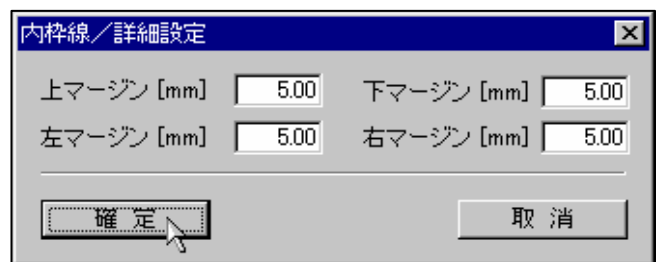 内枠線／詳細設定
上マージン [mm] 5.00 下マージン [mm] 5.00
左マージン [mm] 5.00 右マージン [mm] 5.00
確 定 取 消